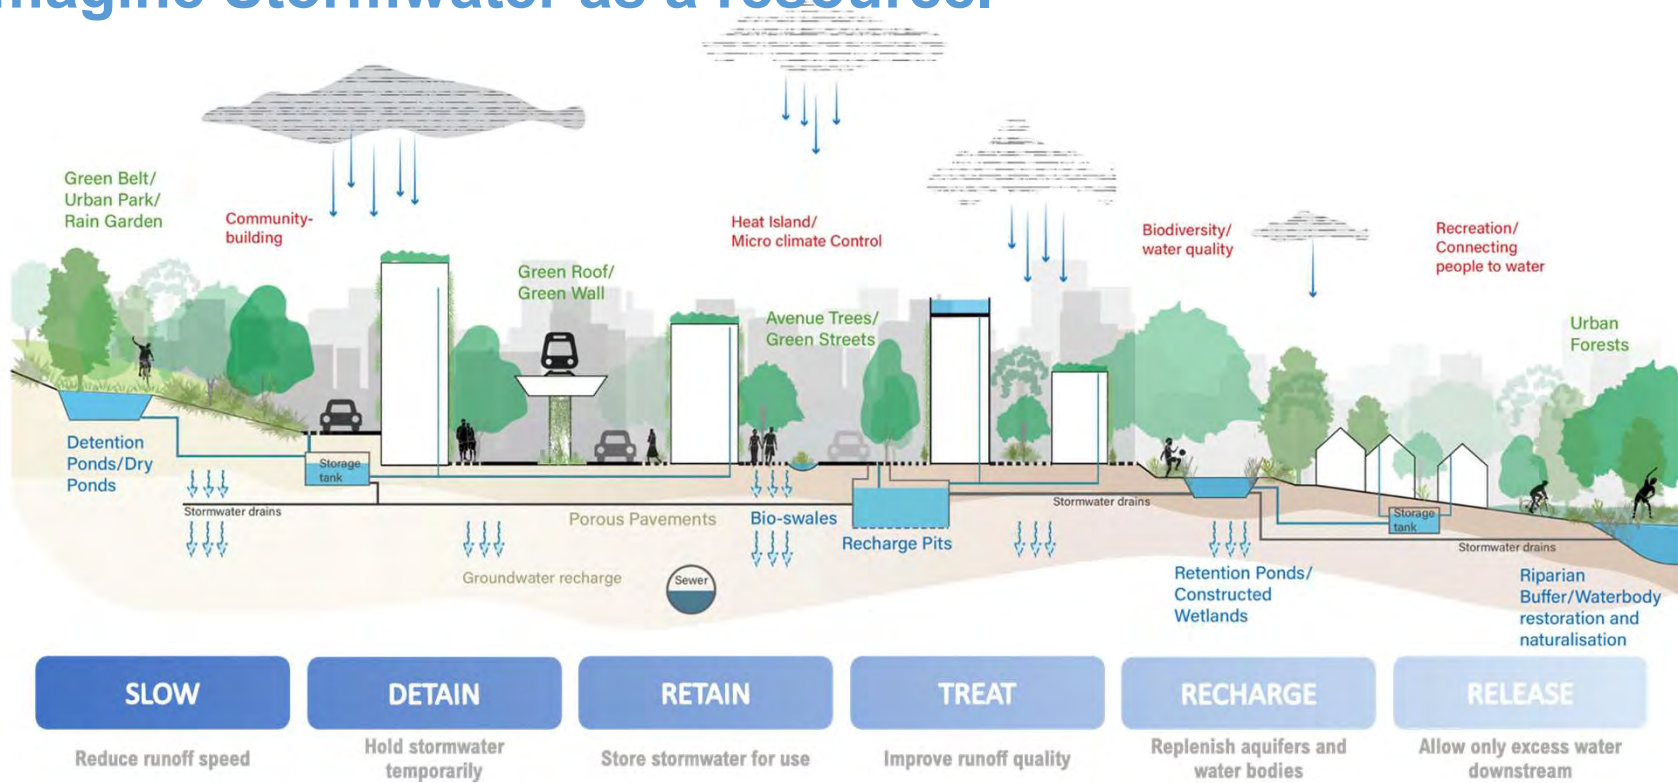 magine Stormwater as a resource.
Green Belt/
Urban Park/
Rain Garden
Community-
building
Green Roof/
Green Wall
Heat Island/
Micro climate Control
Avenue Trees/
Green Streets
Biodiversity/
water quality
Recreation/
Connecting
people to water
Urban
Forests
Detention
Ponds/Dry
Ponds
Storage
tank
Stormwater drains
Porous Pavements
Bio-swales
Recharge Pits
Stormwater drains
Storage
tank
Stormwater drains
Groundwater recharge
Sewer
Retention Ponds/
Constructed
Wetlands
Riparian
Buffer/Waterbody
restoration and
naturalisation
SLOW
Reduce runoff speed
DETAIN
Hold stormwater
temporarily
RETAIN
Store stormwater for use
TREAT
Improve runoff quality
RECHARGE
Replenish aquifers and
water bodies
RELEASE
Allow only excess water
downstream